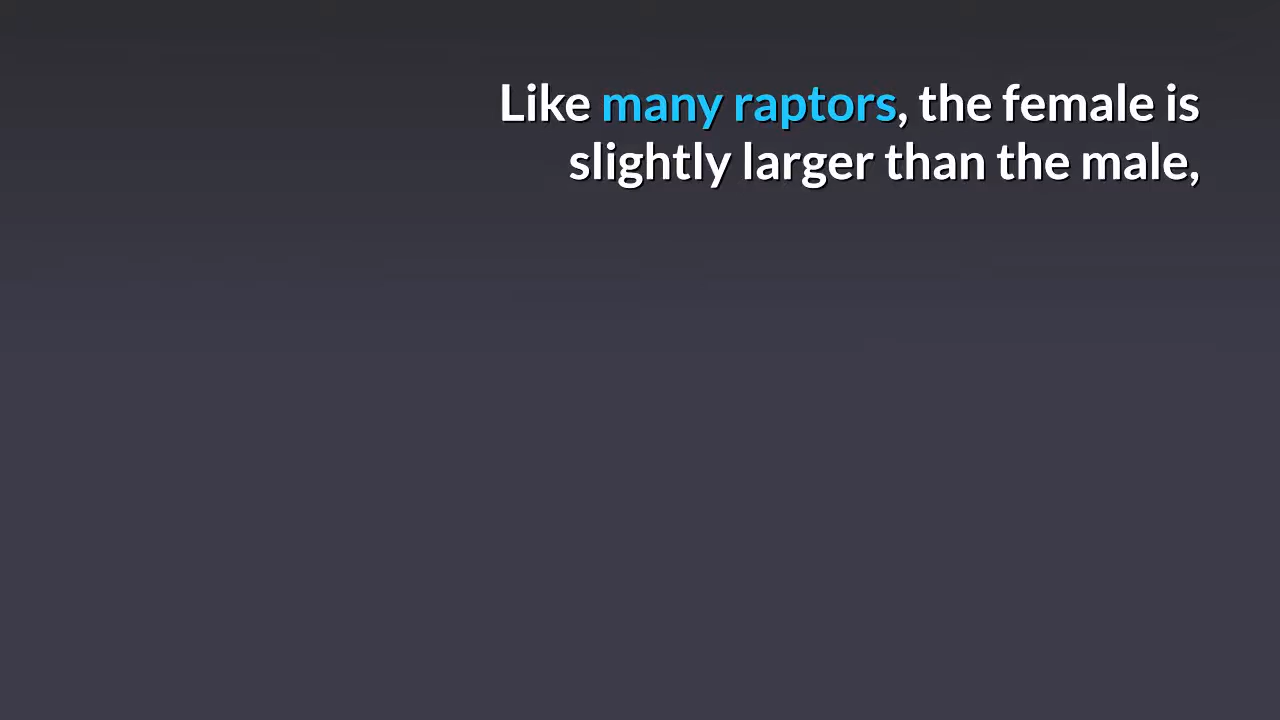 Like many raptors, the female is
slightly larger than the male,